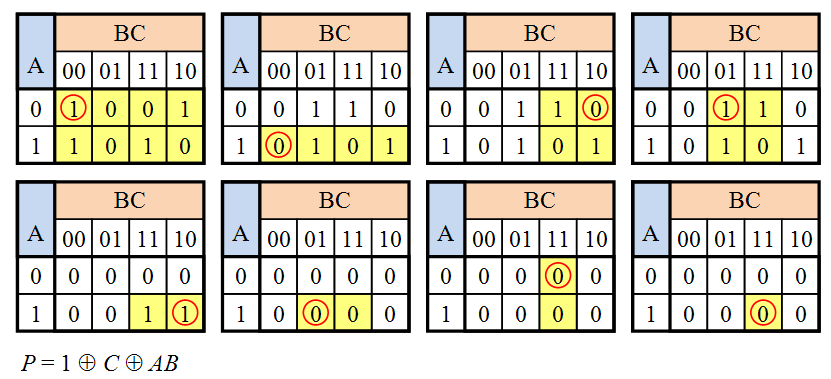 BC BC BC BC
A 00 01 11 10 A 00 01 11 10 A 00 01 11 10 A 00 01 11 10
0 1 0 0 1 0 0 1 1 0 0 0 1 1 0 0 0 1 1 0
1 1 0 1 0 1 0 1 0 1 1 0 1 0 1 1 0 1 0 1
BC BC BC BC
A 00 01 11 10 A 00 01 11 10 A 00 01 11 10 A 00 01 11 10
0 0 0 0 0 0 0 0 0 0 0 0 0 0 0 0 0 0 0 0
1 0 0 1 1 1 0 0 0 0 1 0 0 0 0 1 0 0 0 0
P = 1 ⊕ C ⊕ AB